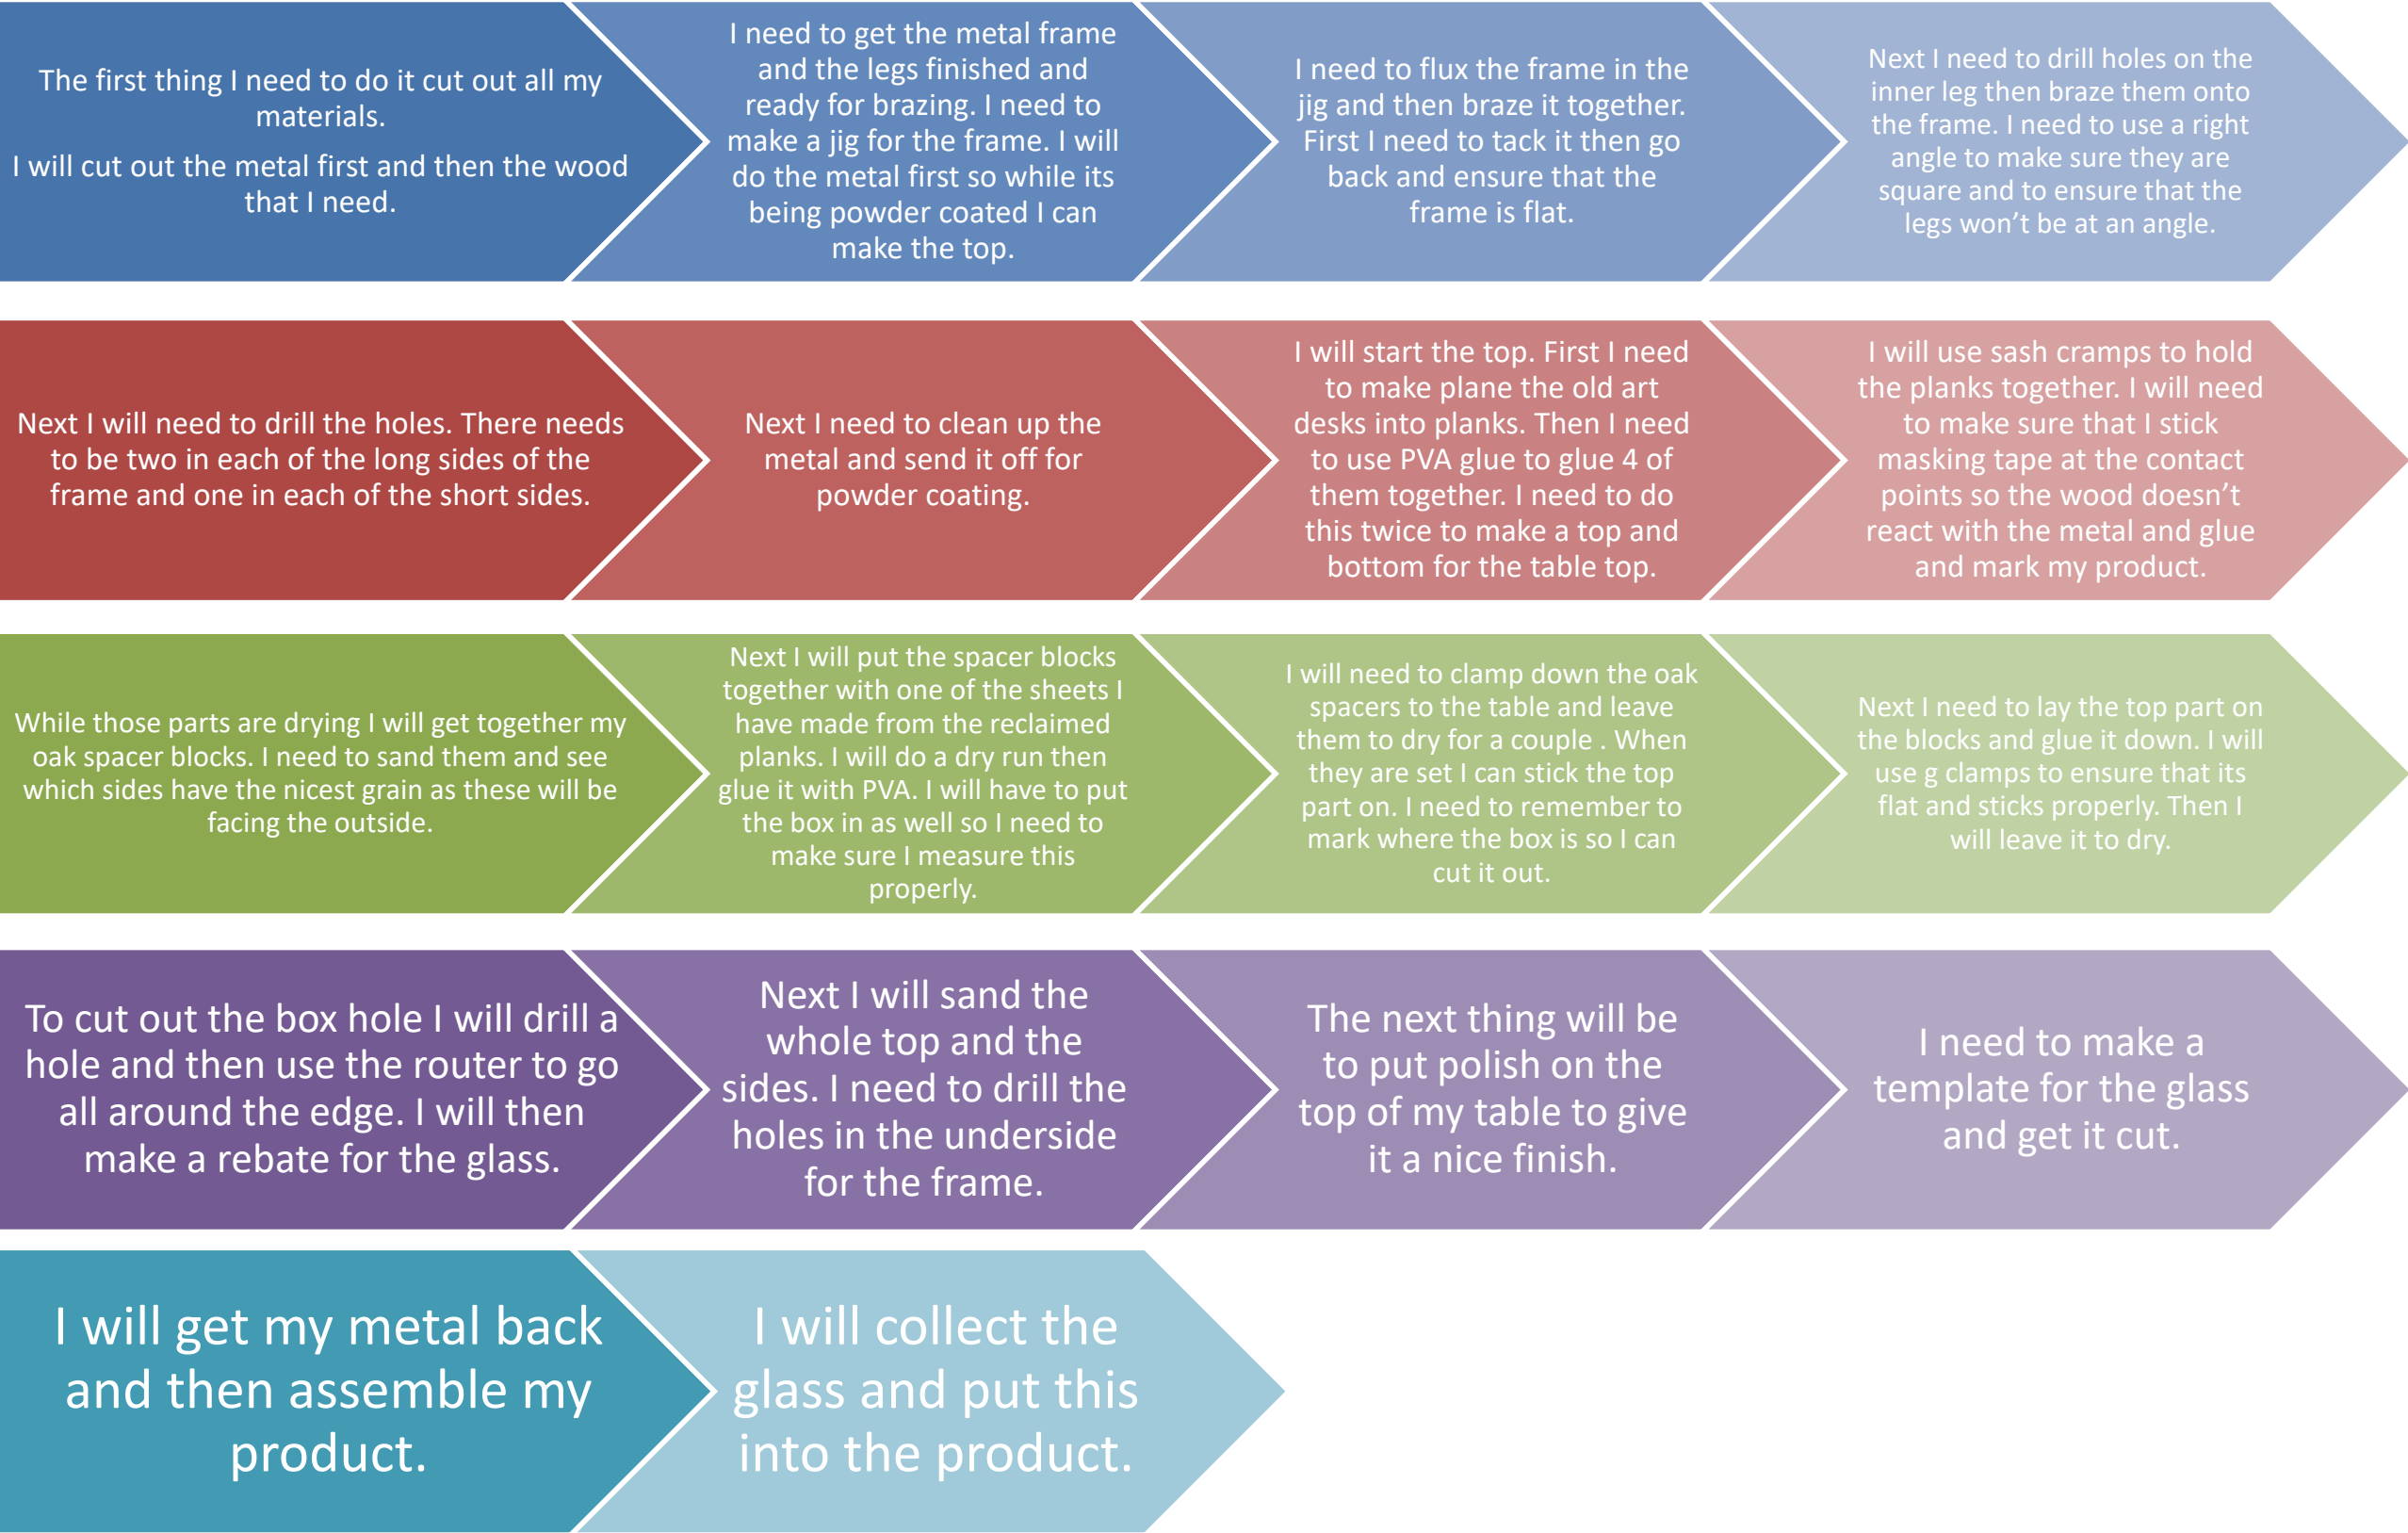 The first thing I need to do it cut out all my
materials.
I will cut out the metal first and then the wood
that I need.
I need to get the metal frame
and the legs finished and
ready for brazing. I need to
make a jig for the frame. I will
do the metal first so while its
being powder coated I can
make the top.
I need to flux the frame in the
jig and then braze it together.
First I need to tack it then go
back and ensure that the
frame is flat.
Next I need to drill holes on the
inner leg then braze them onto
the frame. I need to use a right
angle to make sure they are
square and to ensure that the
legs won’t be at an angle.
Next I will need to drill the holes. There needs
to be two in each of the long sides of the
frame and one in each of the short sides.
Next I need to clean up the
metal and send it off for
powder coating.
I will start the top. First I need
to make plane the old art
desks into planks. Then I need
to use PVA glue to glue 4 of
them together. I need to do
this twice to make a top and
bottom for the table top.
I will use sash cramps to hold
the planks together. I will need
to make sure that I stick
masking tape at the contact
points so the wood doesn’t
react with the metal and glue
and mark my product.
While those parts are drying I will get together my
oak spacer blocks. I need to sand them and see
which sides have the nicest grain as these will be
facing the outside.
Next I will put the spacer blocks
together with one of the sheets I
have made from the reclaimed
planks. I will do a dry run then
glue it with PVA. I will have to put
the box in as well so I need to
make sure I measure this
properly.
I will need to clamp down the oak
spacers to the table and leave
them to dry for a couple . When
they are set I can stick the top
part on. I need to remember to
mark where the box is so I can
cut it out.
Next I need to lay the top part on
the blocks and glue it down. I will
use g clamps to ensure that its
flat and sticks properly. Then I
will leave it to dry.
To cut out the box hole I will drill a
hole and then use the router to go
all around the edge. I will then
make a rebate for the glass.
Next I will sand the
whole top and the
sides. I need to drill the
holes in the underside
for the frame.
The next thing will be
to put polish on the
top of my table to give
it a nice finish.
I need to make a
template for the glass
and get it cut.
I will get my metal back
and then assemble my
product.
I will collect the
glass and put this
into the product.